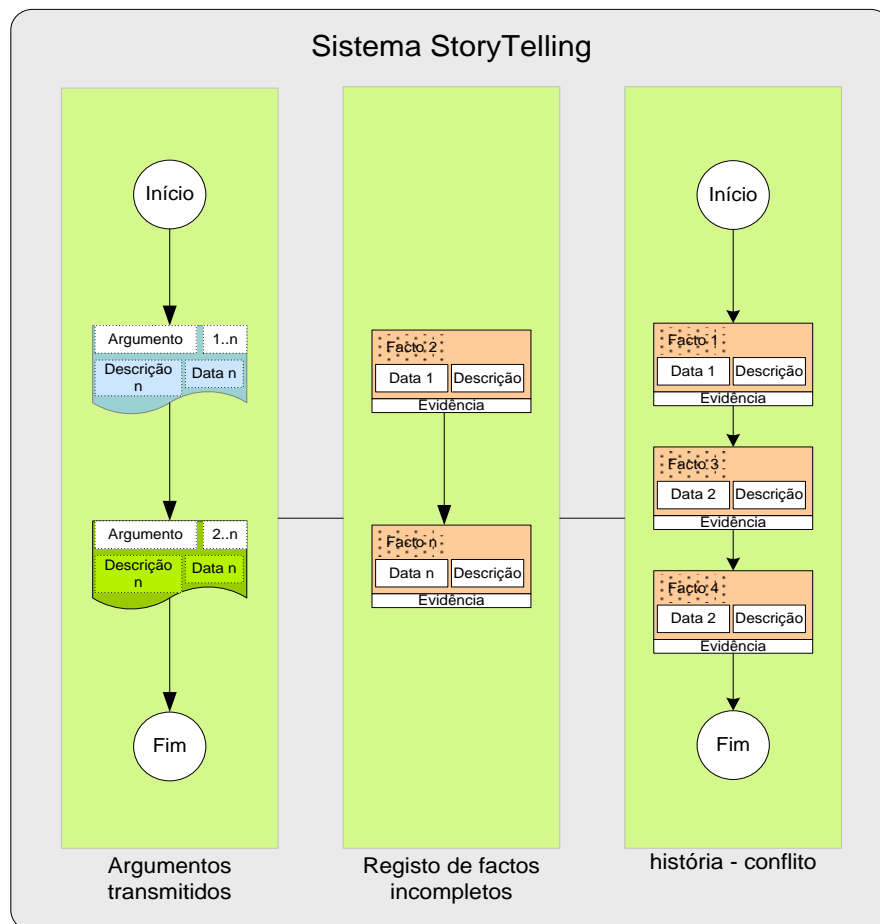 Sistema StoryTelling
Início
Argumento 1..n
Descrição
n
Data n
Argumento 2..n
Descrição
n
Data n
Fim
Argumentos
transmitidos
Facto 2
Data 1 Descrição
Evidência
Facto n
Data n Descrição
Evidência
Registo de factos
incompletos
Início
Facto 1
Data 1 Descrição
Evidência
Facto 3
Data 2 Descrição
Evidência
Facto 4
Data 2 Descrição
Evidência
Fim
história - conflito